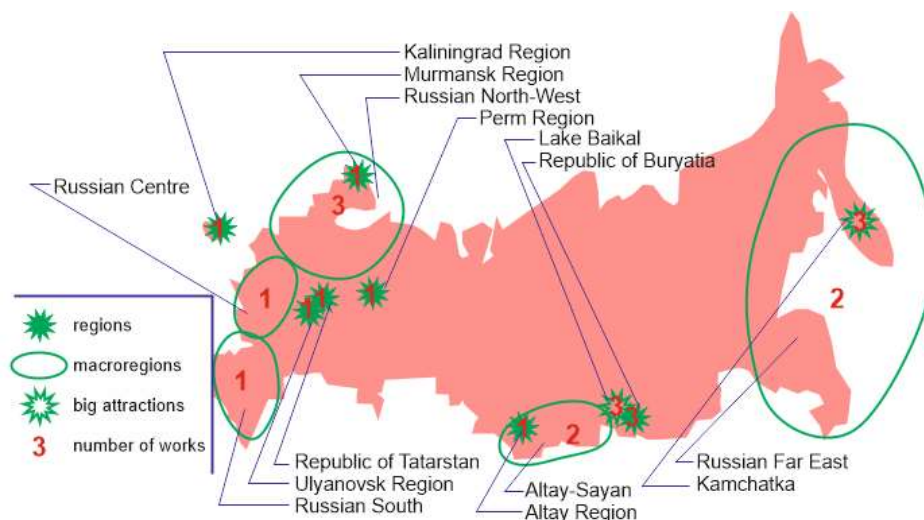 Kaliningrad Region
Murmansk Region
Russian North-West
Perm Region
Lake Baikal
Republic of Buryatia
Russian Centre
1
3
1
3
1
1
1
1
2
regions
macroregions
big attractions
3 number of works
1
3
1
1
2
Republic of Tatarstan
Ulyanovsk Region
Russian South
Altay-Sayan
Altay Region
Russian Far East
Kamchatka